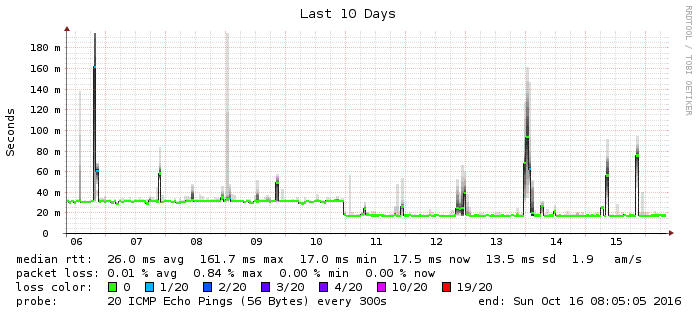 Last 10 Days
RRDTOOL / TOBI OETIKER
Seconds
180 m
160 m
140 m
120 m
100 m
80 m
60 m
40 m
20 m
0
06 07 08 09 10 11 12 13 14 15
median rtt: 26.0 ms avg 161.7 ms max 17.0 ms min 17.5 ms now 13.5 ms sd 1.9 am/s
packet loss: 0.01 % avg 0.84 % max 0.00 % min 0.00 % now
loss color: 0 1/20 2/20 3/20 4/20 10/20 19/20
probe: 20 ICMP Echo Pings (56 Bytes) every 300s end: Sun Oct 16 08:05:05 2016